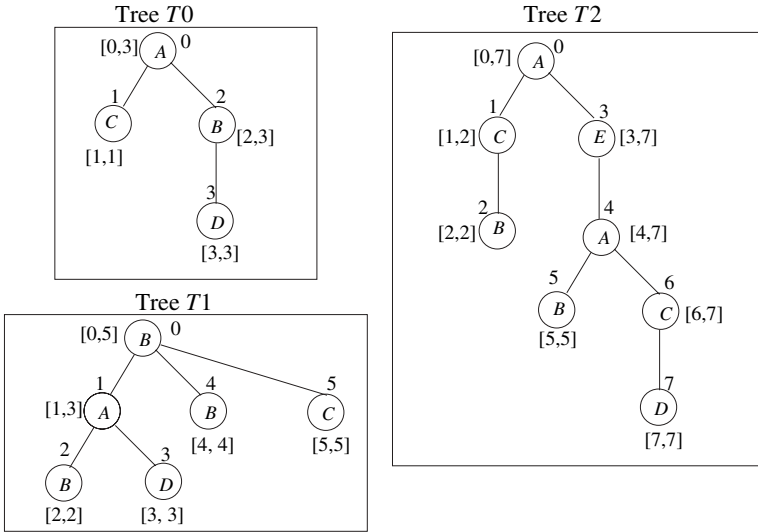 Tree T0
[0,3] A 0
1 2
C B [2,3]
[1,1]
3
D
[3,3]
Tree T1
[0,5] B 0
1 4 5
[1,3] A B C
[4, 4] [5,5]
2 3
B D
[2,2] [3, 3]
Tree T2
[0,7] A 0
1 3
[1,2] C E [3,7]
2 4
[2,2] B A [4,7]
5 6
B C [6,7]
[5,5]
7
D
[7,7]